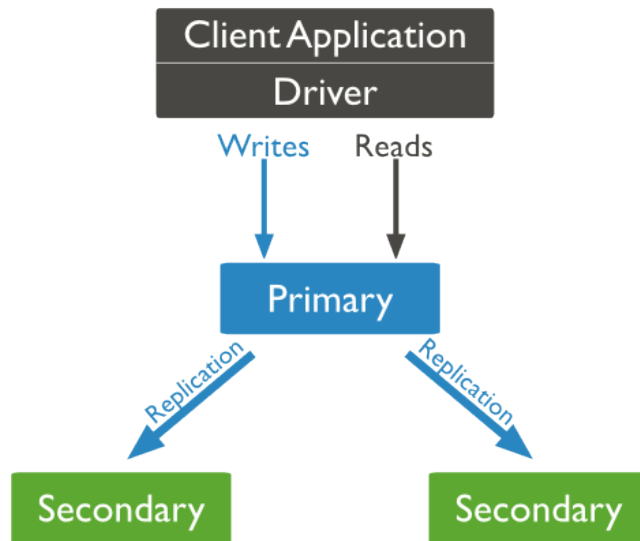 Client Application
Driver
Writes Reads
Primary
Replication Replication
Secondary Secondary